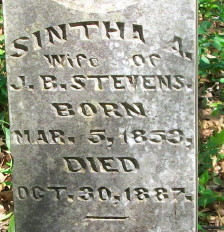 SINTHA A.
Wife Of
J. B. STEVENS.
BORN
MAR. 5, 1853,
DIED
OCT. 30, 1887.